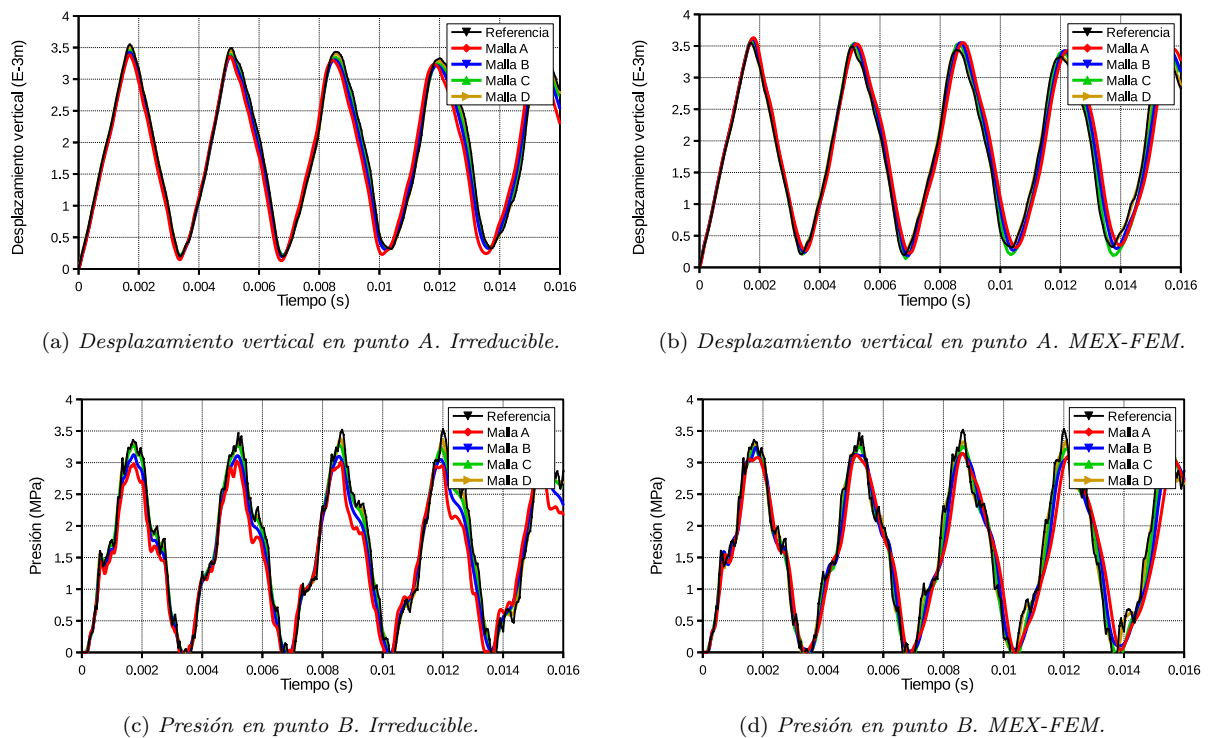 4
3.5
3
2.5
2
1.5
1
0.5
0
Desplazamiento vertical (E-3m)
Referencia
Malla A
Malla B
Malla C
Malla D
0 0.002 0.004 0.006 0.008 0.01 0.012 0.014 0.016
Tiempo (s)
(a) Desplazamiento vertical en punto A. Irreducible.
4
3.5
3
2.5
2
1.5
1
0.5
0
Desplazamiento vertical (E-3m)
Referencia
Malla A
Malla B
Malla C
Malla D
0 0.002 0.004 0.006 0.008 0.01 0.012 0.014 0.016
Tiempo (s)
(b) Desplazamiento vertical en punto A. MEX-FEM.
4
3.5
3
2.5
2
1.5
1
0.5
0
Presión (MPa)
Referencia
Malla A
Malla B
Malla C
Malla D
0 0.002 0.004 0.006 0.008 0.01 0.012 0.014 0.016
Tiempo (s)
(c) Presión en punto B. Irreducible.
4
3.5
3
2.5
2
1.5
1
0.5
0
Presión (MPa)
Referencia
Malla A
Malla B
Malla C
Malla D
0 0.002 0.004 0.006 0.008 0.01 0.012 0.014 0.016
Tiempo (s)
(d) Presión en punto B. MEX-FEM.